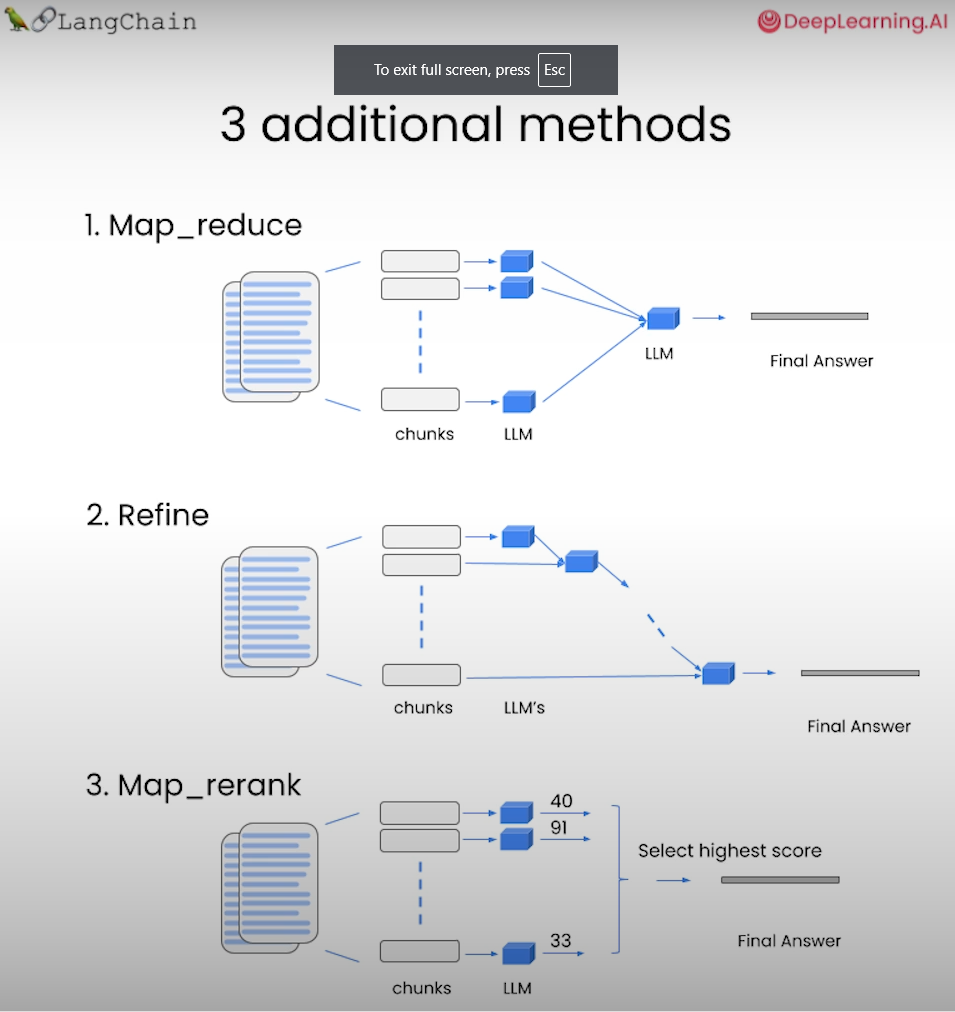 LangChain
DeepLearning.AI
To exit full screen, press Esc
3 additional methods
1. Map_reduce
LLM
Final Answer
chunks LLM
2. Refine
chunks LLM's
Final Answer
3. Map_rerank
40
91
Select highest score
33
Final Answer
chunks LLM